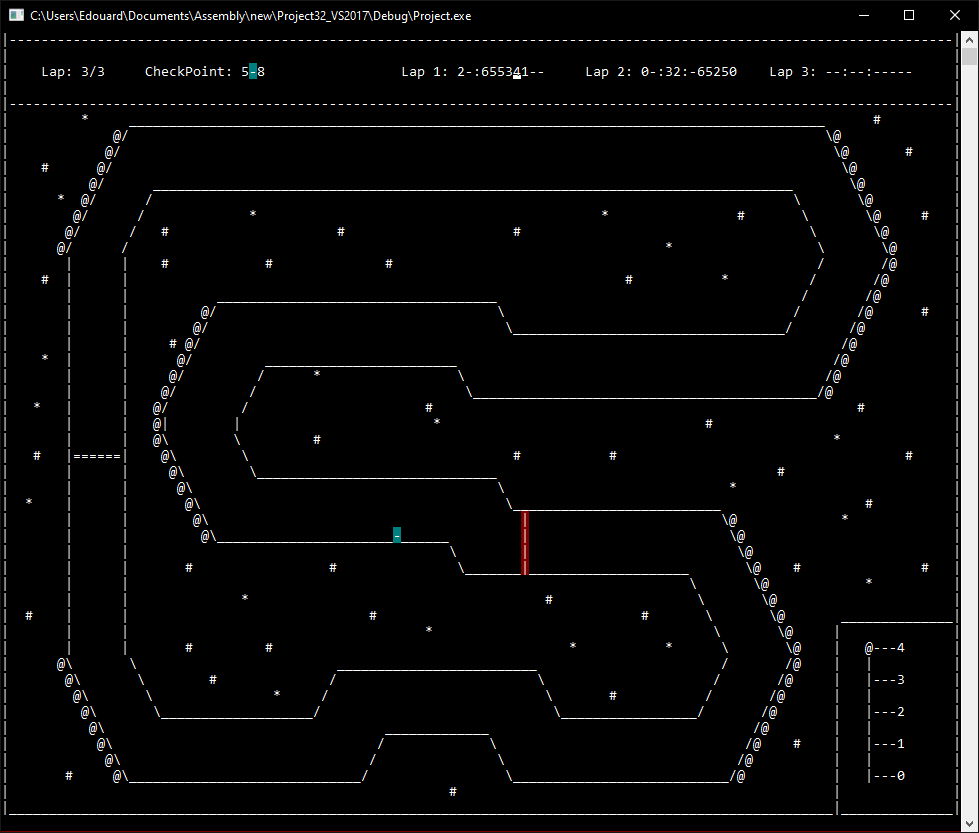 C:\Users\Edouard\Documents\Assembly\new\Project32_VS2017\Debug\Project.exe
Lap: 3/3 CheckPoint: 5-8 Lap 1: 2-:655341-- Lap 2: 0-:32:-65250 Lap 3: --:--:-----
@---4
|---3
|---2
|---1
|---0